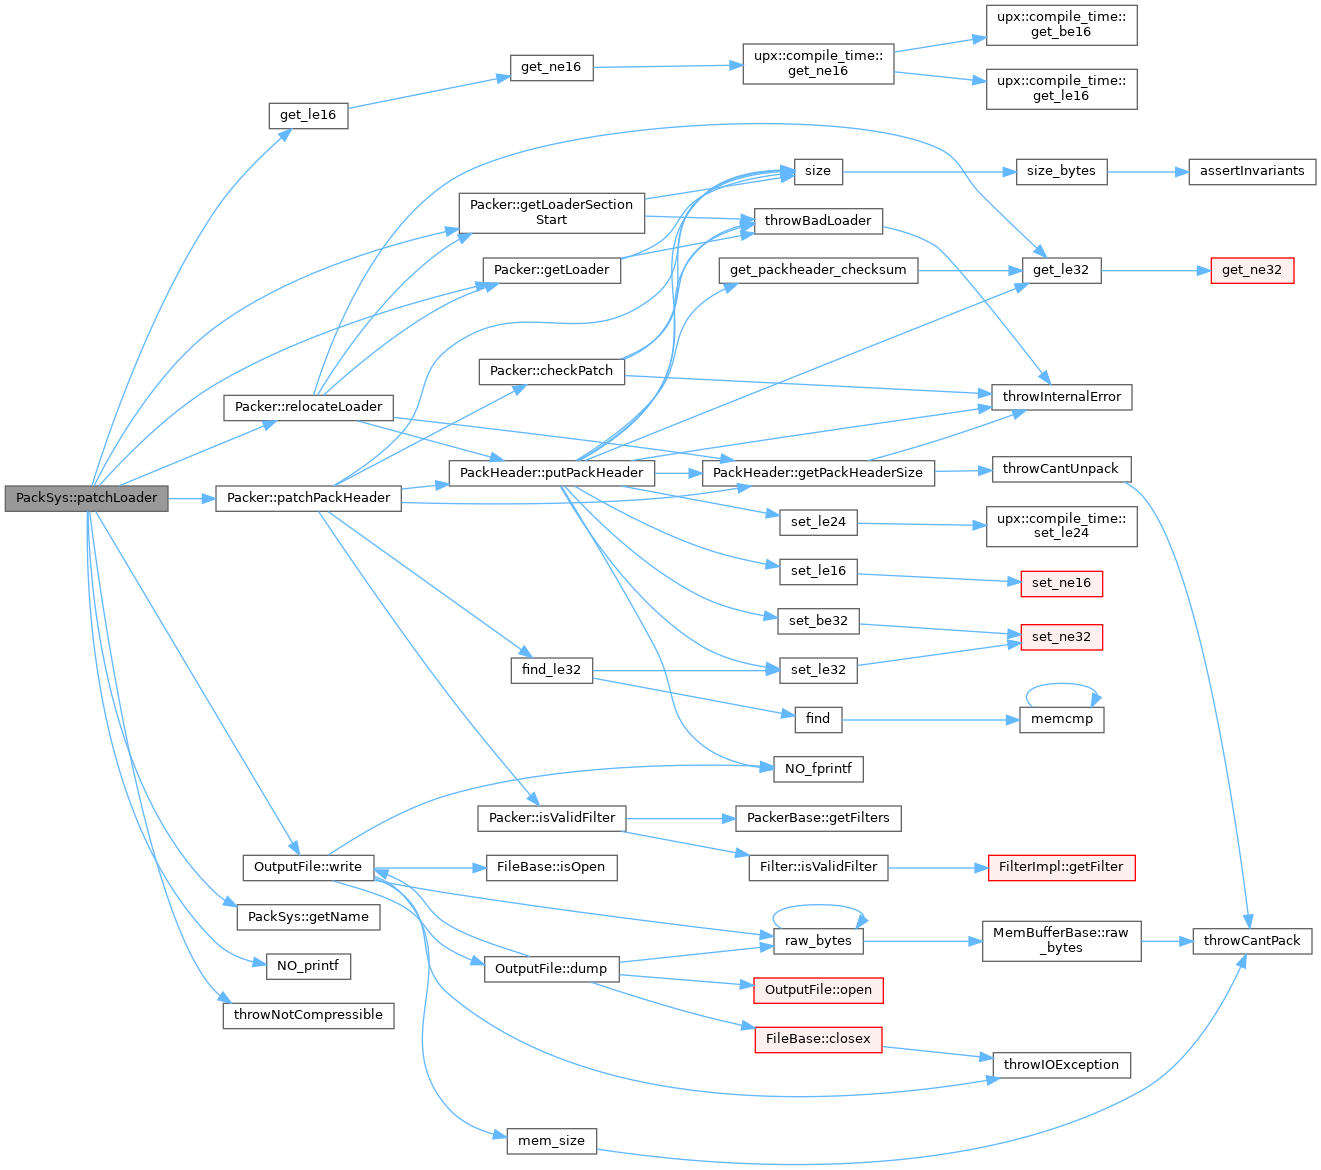 upx::compile_time::
get_be16
get_ne16
upx::compile_time::
get_ne16
upx::compile_time::
get_le16
get_le16
size
size_bytes
assertInvariants
Packer::getLoaderSection
Start
throwBadLoader
Packer::getLoader
get_packheader_checksum
get_le32
get_ne32
Packer::checkPatch
throwInternalError
Packer::relocateLoader
PackHeader::putPackHeader
PackHeader::getPackHeaderSize
throwCantUnpack
PackSys::patchLoader
Packer::patchPackHeader
set_le24
upx::compile_time::
set_le24
set_le16
set_ne16
set_be32
set_ne32
find_le32
set_le32
find
memcmp
NO_fprintf
Packer::isValidFilter
PackerBase::getFilters
OutputFile::write
FileBase::isOpen
Filter::isValidFilter
FilterImpl::getFilter
PackSys::getName
raw_bytes
MemBufferBase::raw
_bytes
throwCantPack
NO_printf
OutputFile::dump
OutputFile::open
throwNotCompressible
FileBase::closex
throwIOException
mem_size